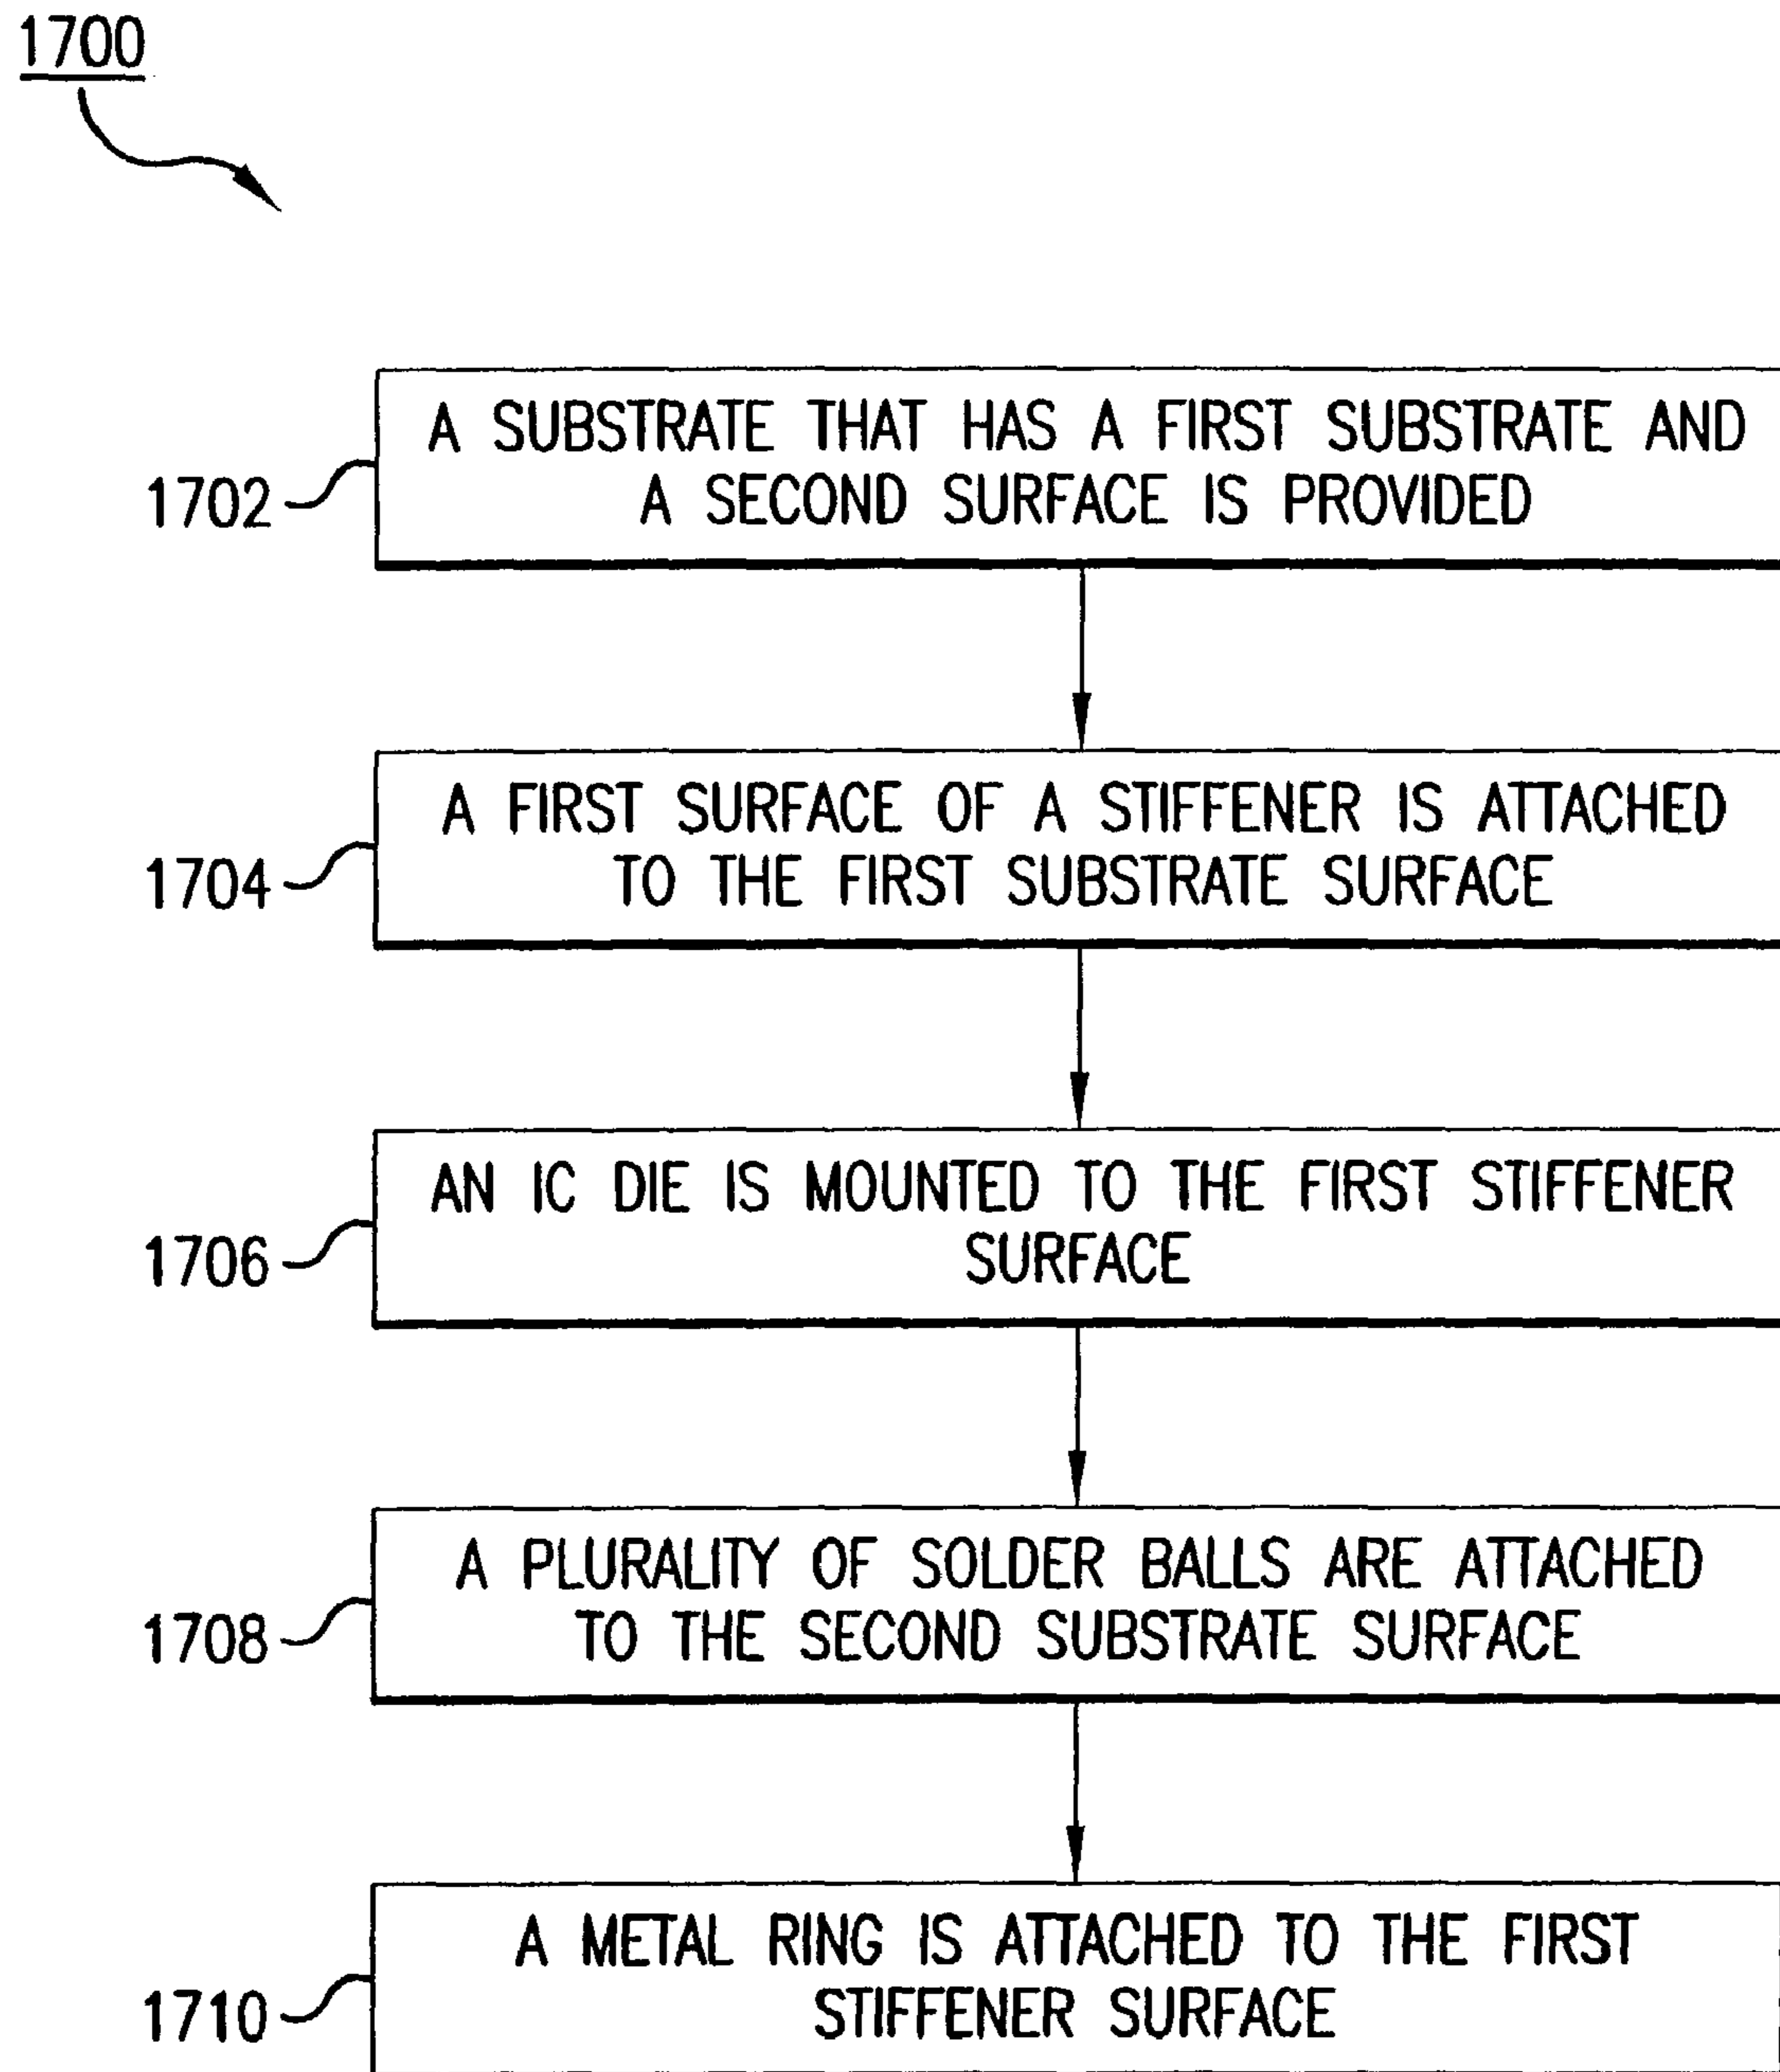 1700
A SUBSTRATE THAT HAS A FIRST SUBSTRATE AND
A SECOND SURFACE IS PROVIDED
1702
A FIRST SURFACE OF A STIFFENER IS ATTACHED
TO THE FIRST SUBSTRATE SURFACE
1704
AN IC DIE IS MOUNTED TO THE FIRST STIFFENER
SURFACE
1706
A PLURALITY OF SOLDER BALLS ARE ATTACHED
TO THE SECOND SUBSTRATE SURFACE
1708
A METAL RING IS ATTACHED TO THE FIRST
STIFFENER SURFACE
1710